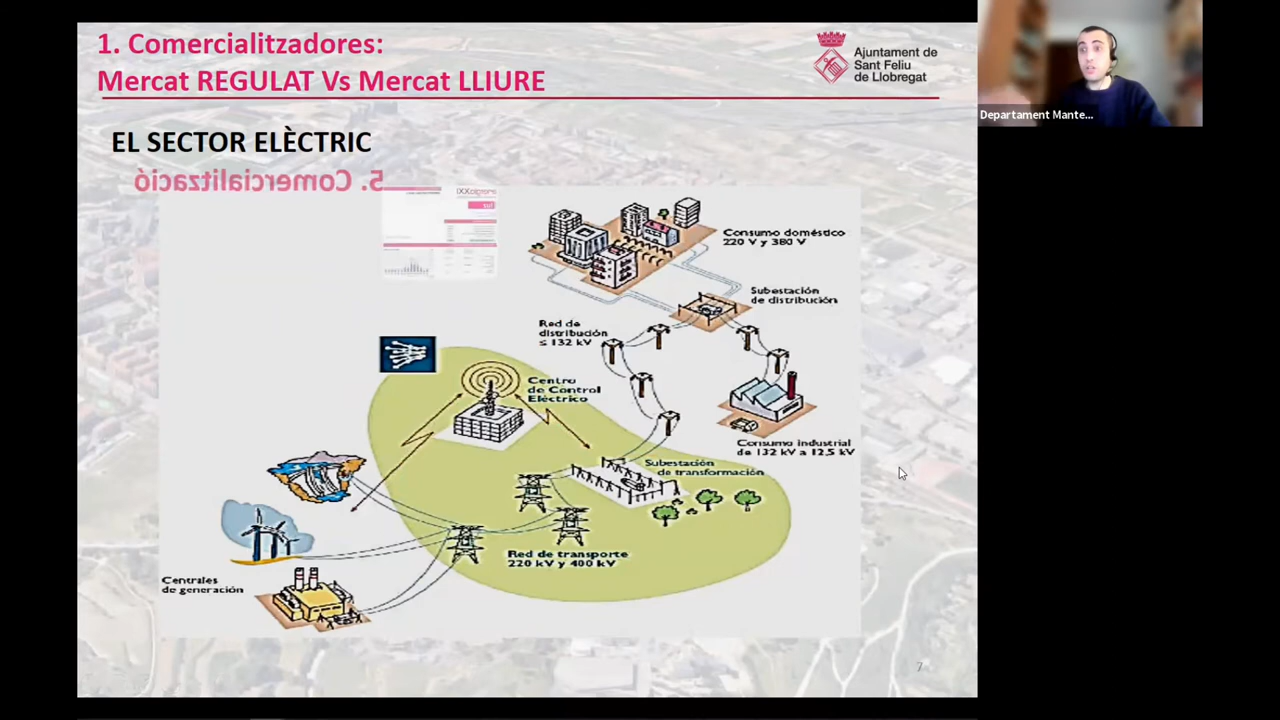 1. Comercialitzadores:
Mercat REGULAT Vs Mercat LLIURE
Ajuntament de
Sant Feliu
de Llobregat
Departament Mante...
EL SECTOR ELÈCTRIC
5. Comercialització
energíaXXI
Consumo doméstico
220 V y 380 V
Subestación
de distribución
Red de
distribución
≤ 132 kV
Centro
de Control
Eléctrico
Consumo industrial
de 132 kV a 12,5 kV
Subestación
de transformación
Red de transporte
220 kV y 400 kV
Centrales
de generación
7